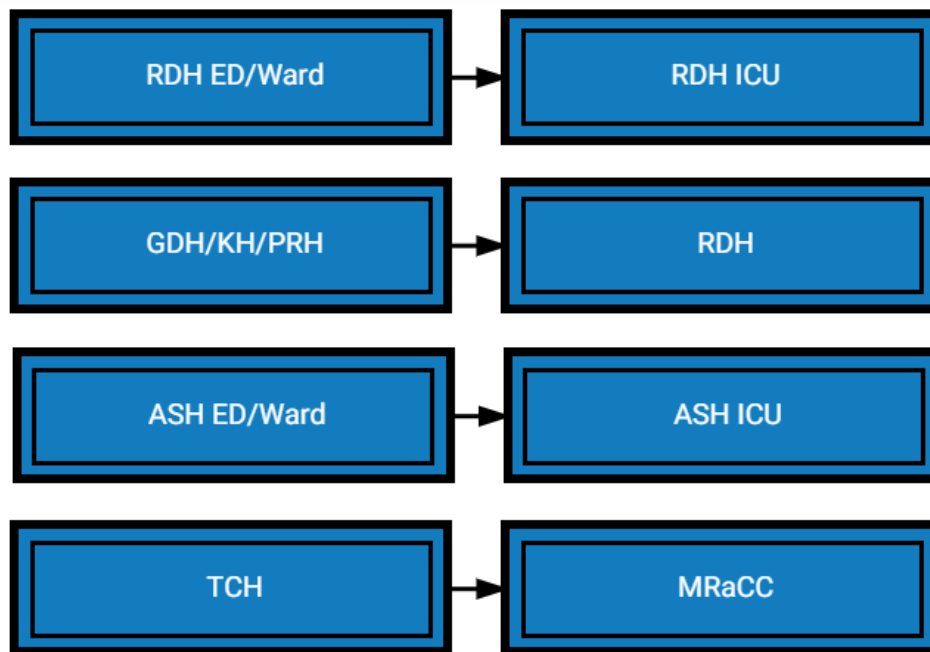 RDH ED/Ward
RDH ICU
GDH/KH/PRH
RDH
ASH ED/Ward
ASH ICU
TCH
MRaCC